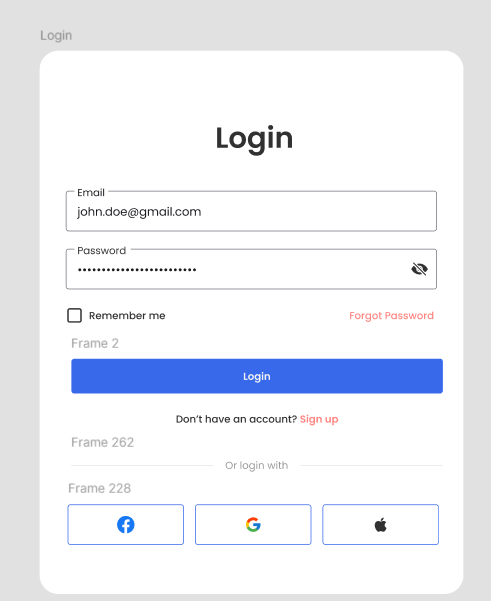 Login
Login
Email
john.doe@gmail.com
Password
••••••••••••••••••••••••••
Remember me Forgot Password
Frame 2
Login
Don't have an account? Sign up
Frame 262
Or login with
Frame 228